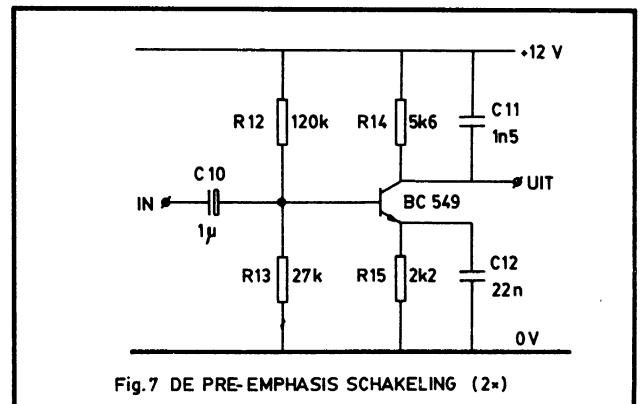 +12 V
R12
120k
R14
5k6
C11
1n5
C10
IN
1µ
BC 549
UIT
R13
27k
R15
2k2
C12
22n
0V
Fig.7 DE PRE-EMPHASIS SCHAKELING (2×)